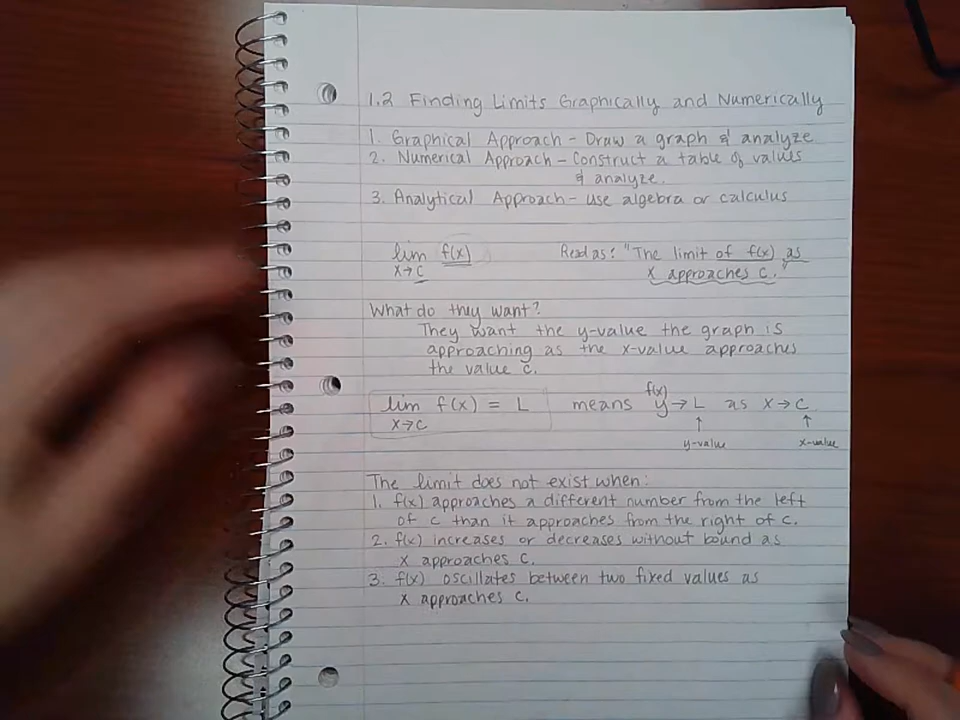 1.2 Finding Limits Graphically and Numerically
1. Graphical Approach - Draw a graph & analyze
2. Numerical Approach - Construct a table of values
& analyze.
3. Analytical Approach - Use algebra or calculus
lim f(x) Read as: "The limit of f(x) as
x→c x approaches c."
What do they want?
They want the y-value the graph is
approaching as the x-value approaches
the value c.
f(x)
lim f(x) = L means y→L as x→c
x→c ↑ ↑
y-value x-value
The limit does not exist when:
1. f(x) approaches a different number from the left
of c than it approaches from the right of c.
2. f(x) increases or decreases without bound as
x approaches c.
3. f(x) oscillates between two fixed values as
x approaches c.